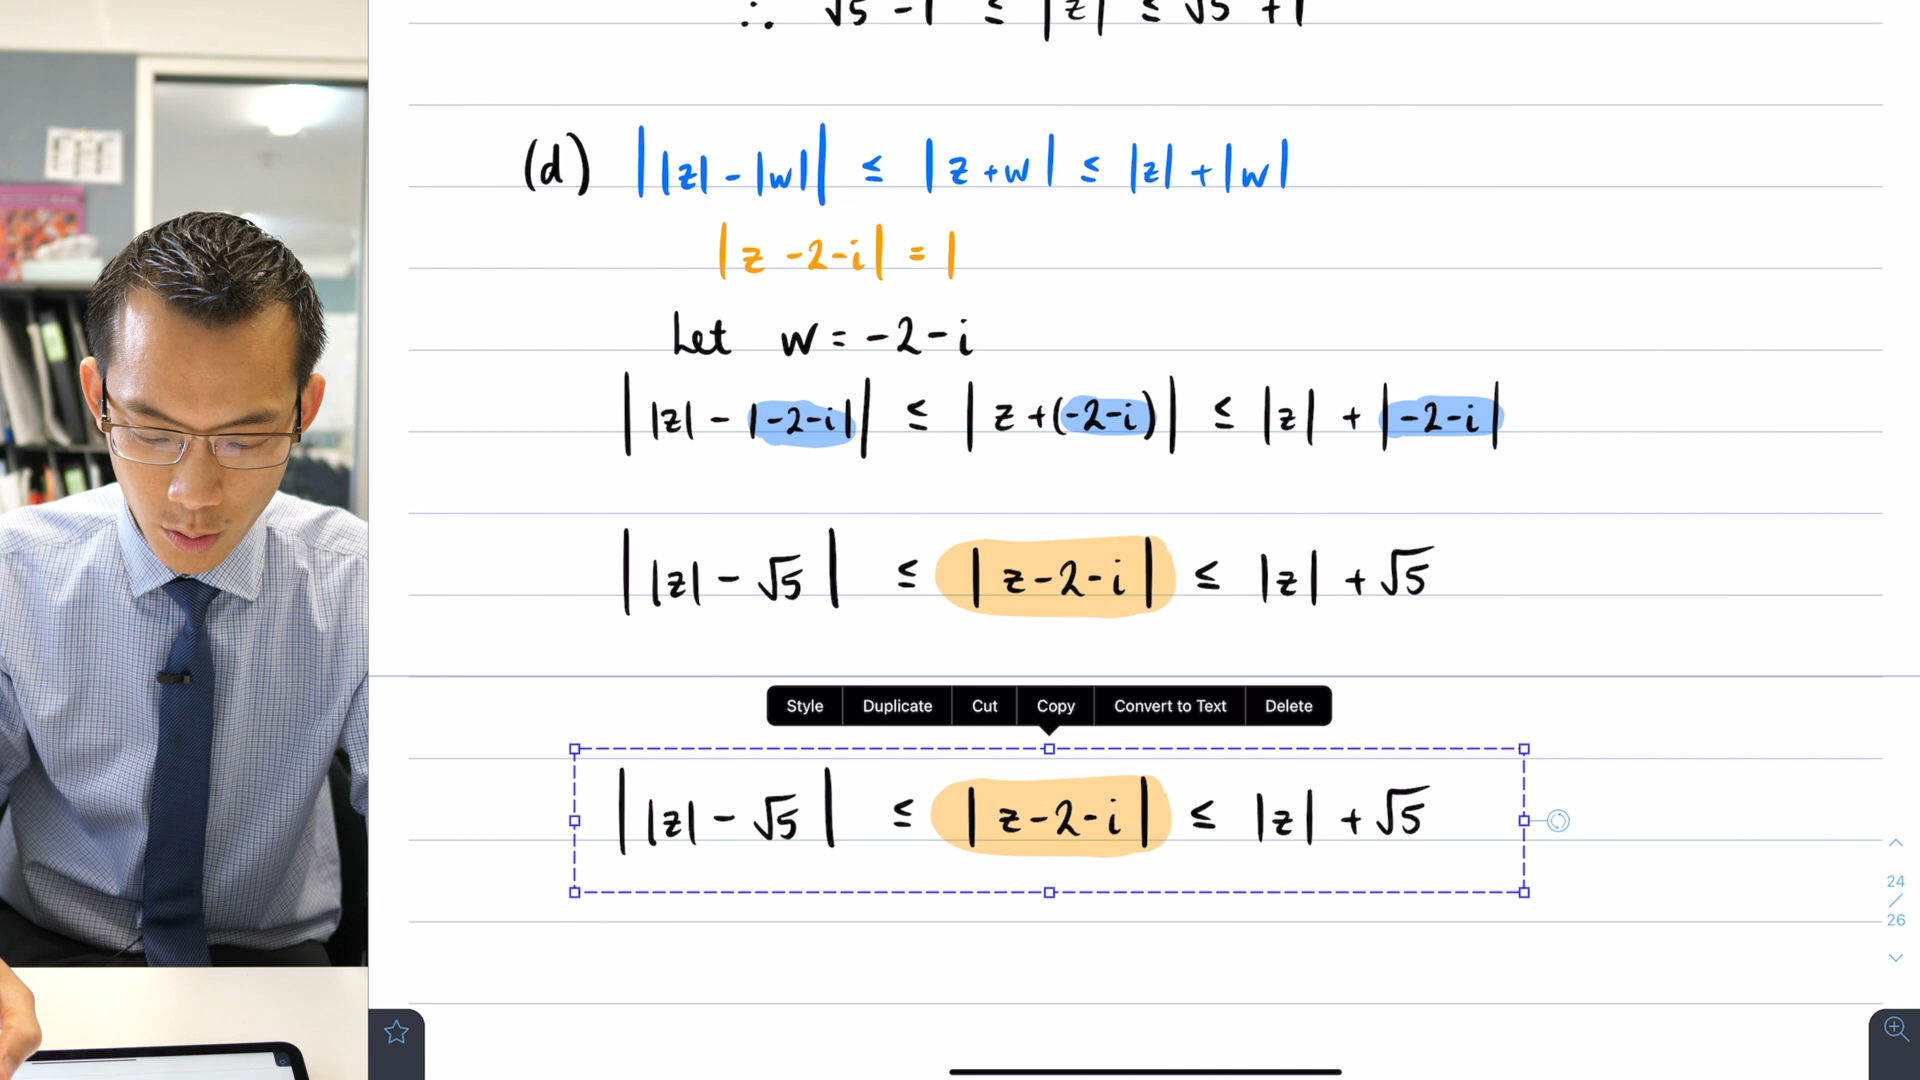 ∴ √5 - 1 ≤ |z| ≤ √5 + 1
(d) ||z| - |w|| ≤ |z + w| ≤ |z| + |w|
|z - 2 - i| = 1
Let w = -2 - i
||z| - |-2-i|| ≤ |z + (-2-i)| ≤ |z| + |-2-i|
||z| - √5| ≤ |z - 2 - i| ≤ |z| + √5
Style Duplicate Cut Copy Convert to Text Delete
||z| - √5| ≤ |z - 2 - i| ≤ |z| + √5
24
/
26